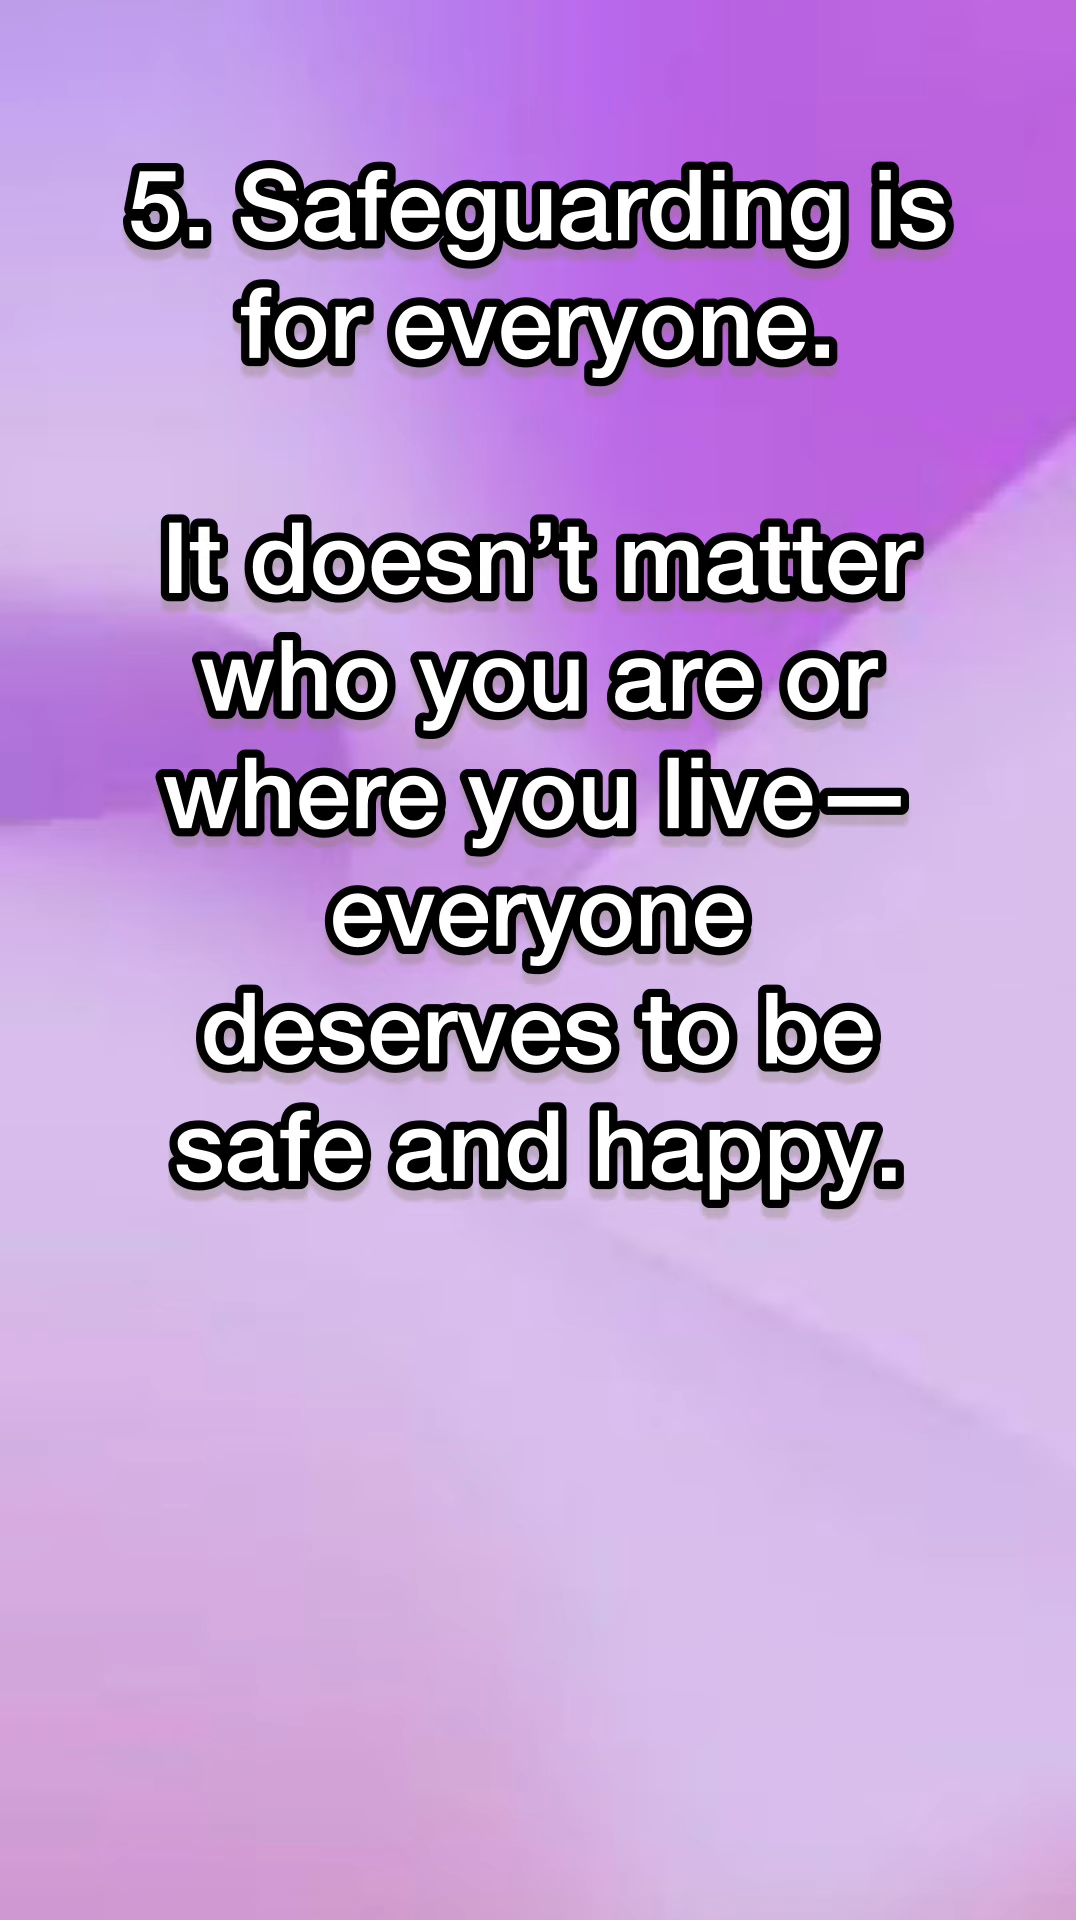 5. Safeguarding is
for everyone.
It doesn’t matter
who you are or
where you live—
everyone
deserves to be
safe and happy.